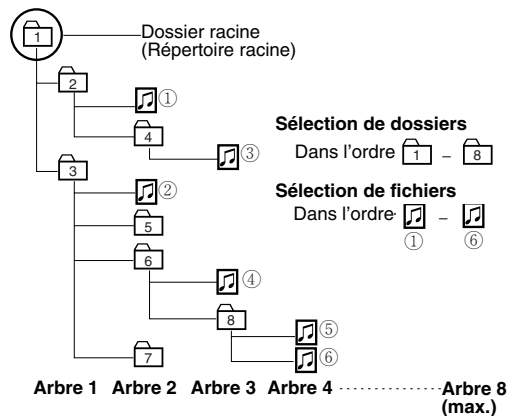 1
Dossier racine
(Répertoire racine)
2
①
4
③
3
②
5
6
④
8
⑤
⑥
7
Sélection de dossiers
Dans l'ordre 1 – 8
Sélection de fichiers
Dans l'ordre –
① ⑥
Arbre 1 Arbre 2 Arbre 3 Arbre 4 ············· Arbre 8
(max.)